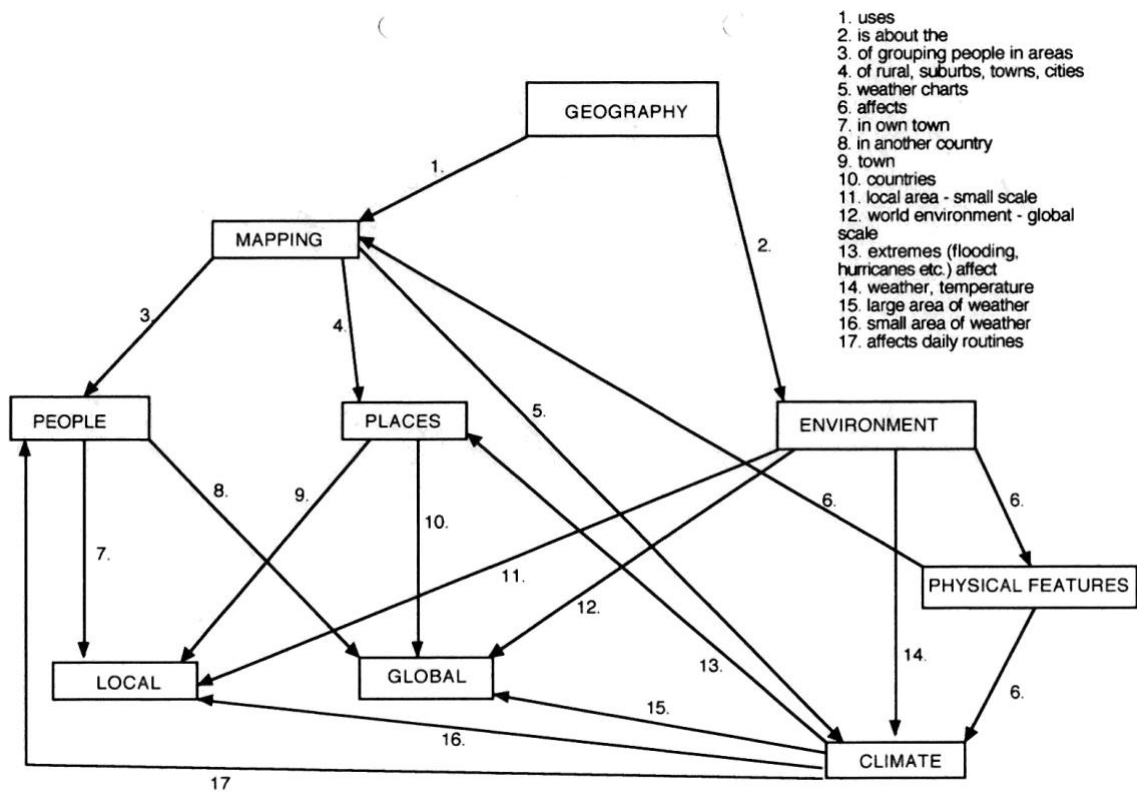 1. uses
2. is about the
3. of grouping people in areas
4. of rural, suburbs, towns, cities
5. weather charts
6. affects
7. in own town
8. in another country
9. town
10. countries
11. local area - small scale
12. world environment - global
scale
13. extremes (flooding,
hurricanes etc.) affect
14. weather, temperature
15. large area of weather
16. small area of weather
17. affects daily routines
GEOGRAPHY
1.
MAPPING
2.
3.
4.
5.
PEOPLE
PLACES
ENVIRONMENT
8.
9.
10.
6.
6.
7.
11.
12.
PHYSICAL FEATURES
LOCAL
GLOBAL
13.
14.
6.
15.
16.
CLIMATE
17